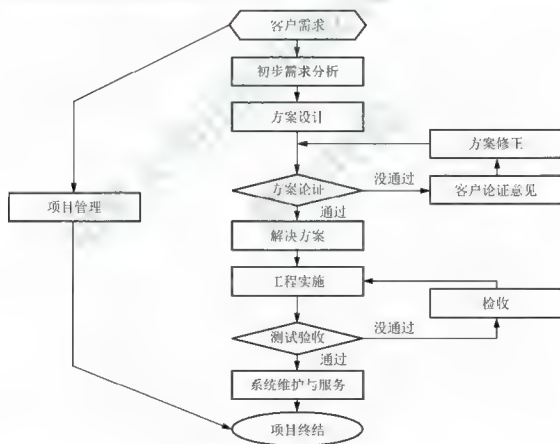 客户需求
初步需求分析
方案设计
方案修正
方案论证
没通过
客户论证意见
项目管理
通过
解决方案
工程实施
检收
测试验收
没通过
通过
系统维护与服务
项目终结